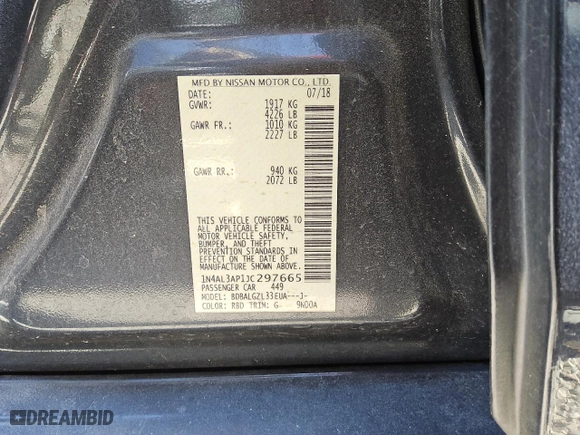 MFD BY NISSAN MOTOR CO., LTD.
DATE: 07/18
GVWR: 1917 KG
4226 LB
GAWR FR.: 1010 KG
2227 LB
GAWR RR.: 940 KG
2072 LB
THIS VEHICLE CONFORMS TO
ALL APPLICABLE FEDERAL
MOTOR VEHICLE SAFETY,
BUMPER, AND THEFT
PREVENTION STANDARDS IN
EFFECT ON THE DATE OF
MANUFACTURE SHOWN ABOVE.
1N4AL3AP1JC297665
PASSENGER CAR 449
MODEL: BDBALGZL33EUA---J-
COLOR: RBD TRIM: G 9N00A
DREAMBID